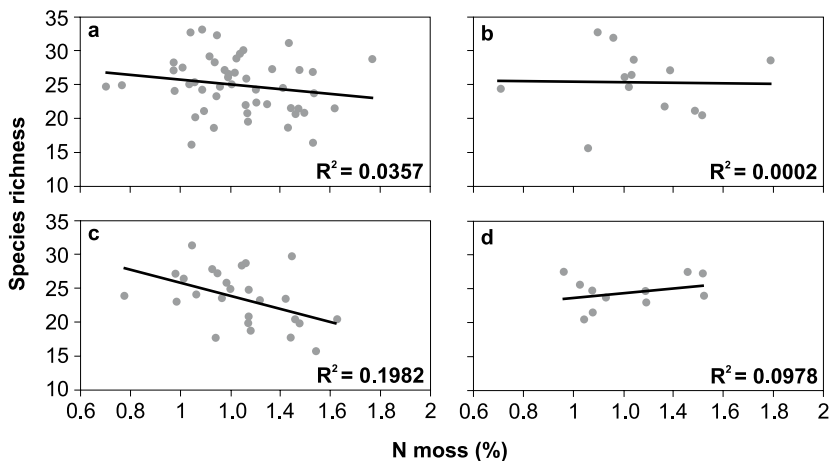 Species richness
35
30
25
20
15
10
a
R² = 0.0357
b
R² = 0.0002
35
30
25
20
15
10
c
R² = 0.1982
d
R² = 0.0978
0.6 0.8 1 1.0 1.4 1.6 1.8 2
0.6 0.8 1 1.0 1.4 1.6 1.8 2
N moss (%)